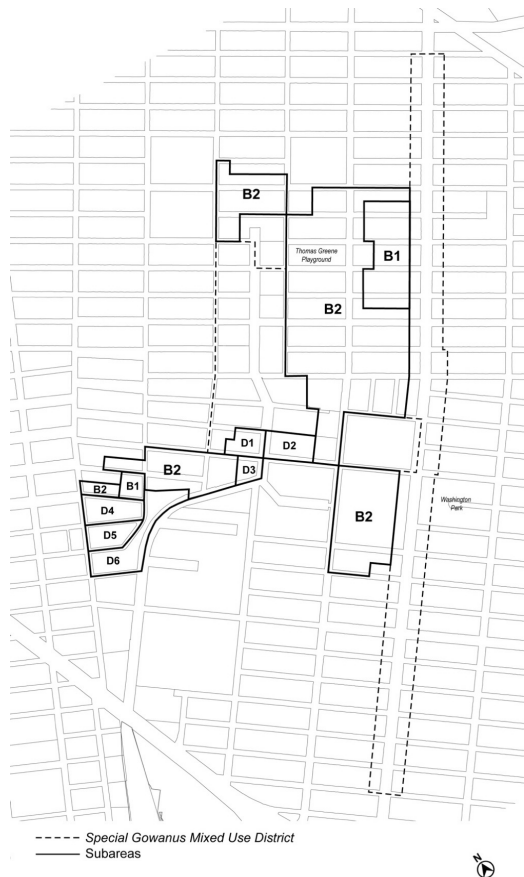 B2
Thomas Greene
Playground
B1
B2
D1
D2
B2
D3
B2
B1
D4
D5
D6
B2
Washington
Park
Special Gowanus Mixed Use District
Subareas
N